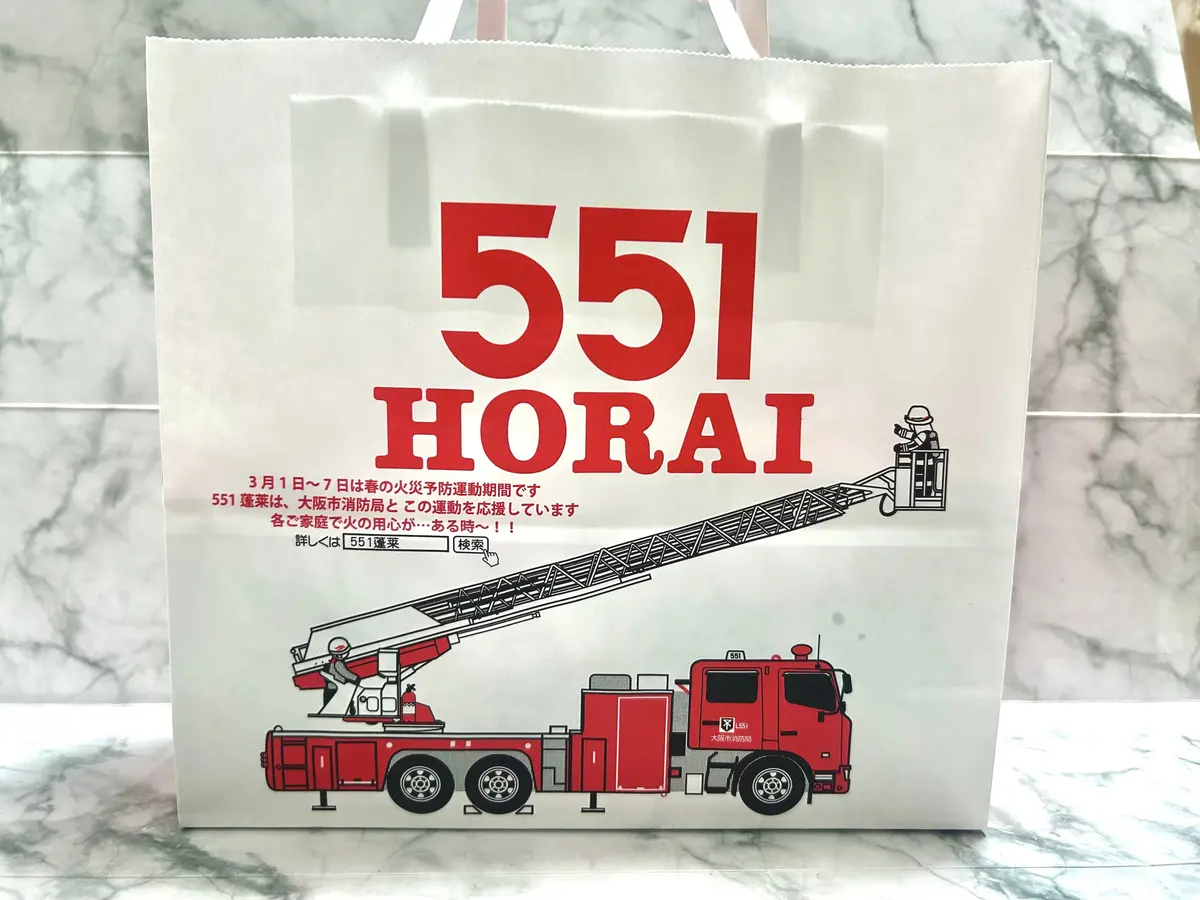 551
HORAI
3月1日～7日は春の火災予防運動期間です
551蓬莱は、大阪市消防局と この運動を応援しています
各ご家庭で火の用心が…ある時～！！
詳しくは 551蓬莱 検索
551
L551
大阪市消防局